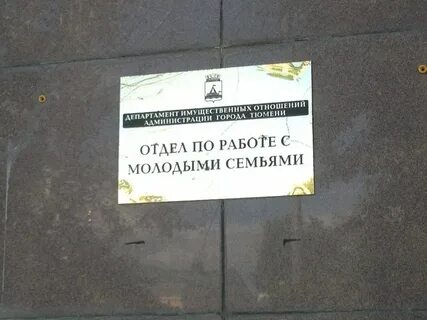 ДЕПАРТАМЕНТ ИМУЩЕСТВЕННЫХ ОТНОШЕНИЙ
АДМИНИСТРАЦИИ ГОРОДА ТЮМЕНИ
ОТДЕЛ ПО РАБОТЕ С
МОЛОДЫМИ СЕМЬЯМИ